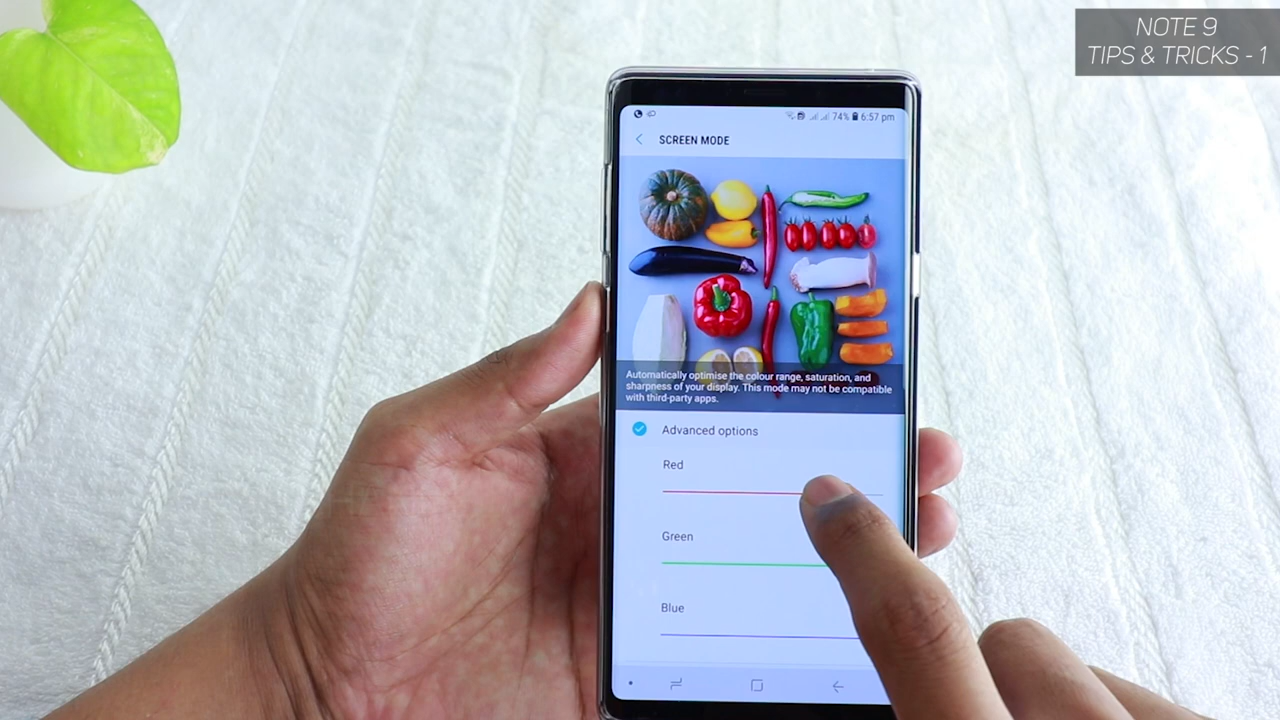 NOTE 9
TIPS & TRICKS - 1
74% 6:57 pm
SCREEN MODE
Automatically optimise the colour range, saturation, and
sharpness of your display. This mode may not be compatible
with third-party apps.
Advanced options
Red
Green
Blue